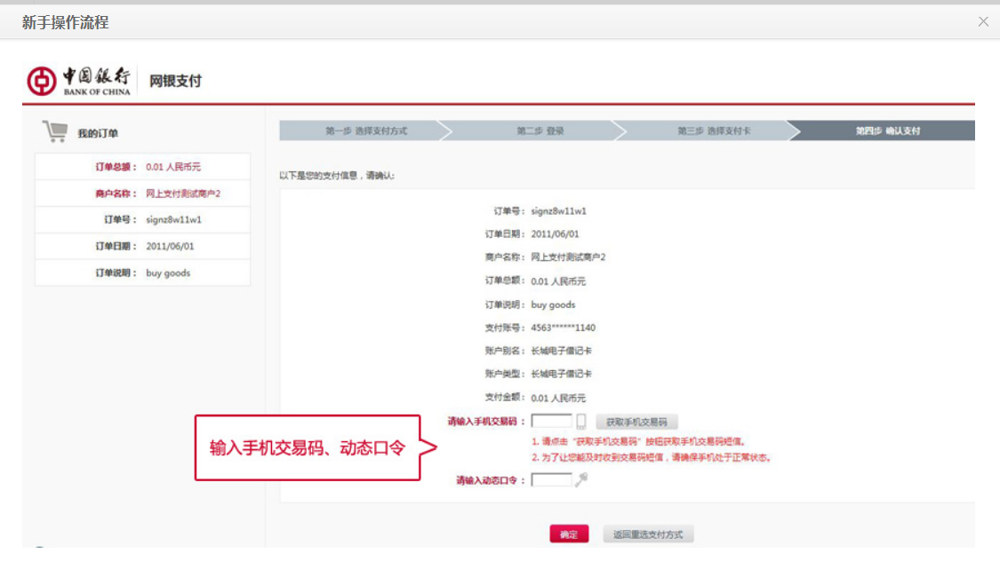 新手操作流程
中国银行
BANK OF CHINA
网银支付
我的订单
订单总额： 0.01 人民币元
商户名称： 网上支付测试商户2
订单号： signz8w11w1
订单日期： 2011/06/01
订单说明： buy goods
第一步 选择支付方式
第二步 登录
第三步 选择支付卡
第四步 确认支付
以下是您的支付信息，请确认:
订单号： signz8w11w1
订单日期： 2011/06/01
商户名称： 网上支付测试商户2
订单总额： 0.01 人民币元
订单说明： buy goods
支付账号： 4563******1140
账户别名： 长城电子借记卡
账户类型： 长城电子借记卡
支付金额： 0.01 人民币元
请输入手机交易码： 获取手机交易码
1. 请点击“获取手机交易码”按钮获取手机交易码短信。
2. 为了让您能及时收到交易码短信，请确保手机处于正常状态。
输入手机交易码、动态口令
请输入动态口令：
确定
返回重选支付方式